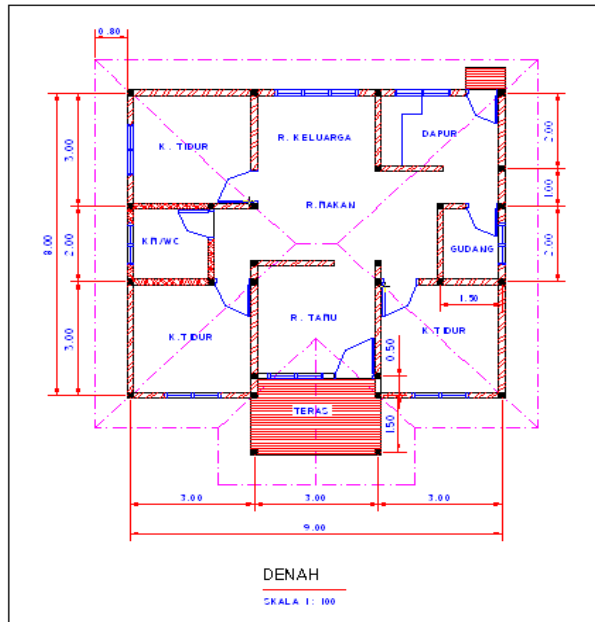 0.80
K. TIDUR
R. KELUARGA
DAPUR
2.00
3.00
R.MAKAN
1.00
8.00
2.00
KM/WC
GUDANG
2.00
1.50
3.00
K.TIDUR
R. TAMU
K.TIDUR
0.50
TERAS
1.50
3.00 3.00 3.00
9.00
DENAH
SKALA 1: 100